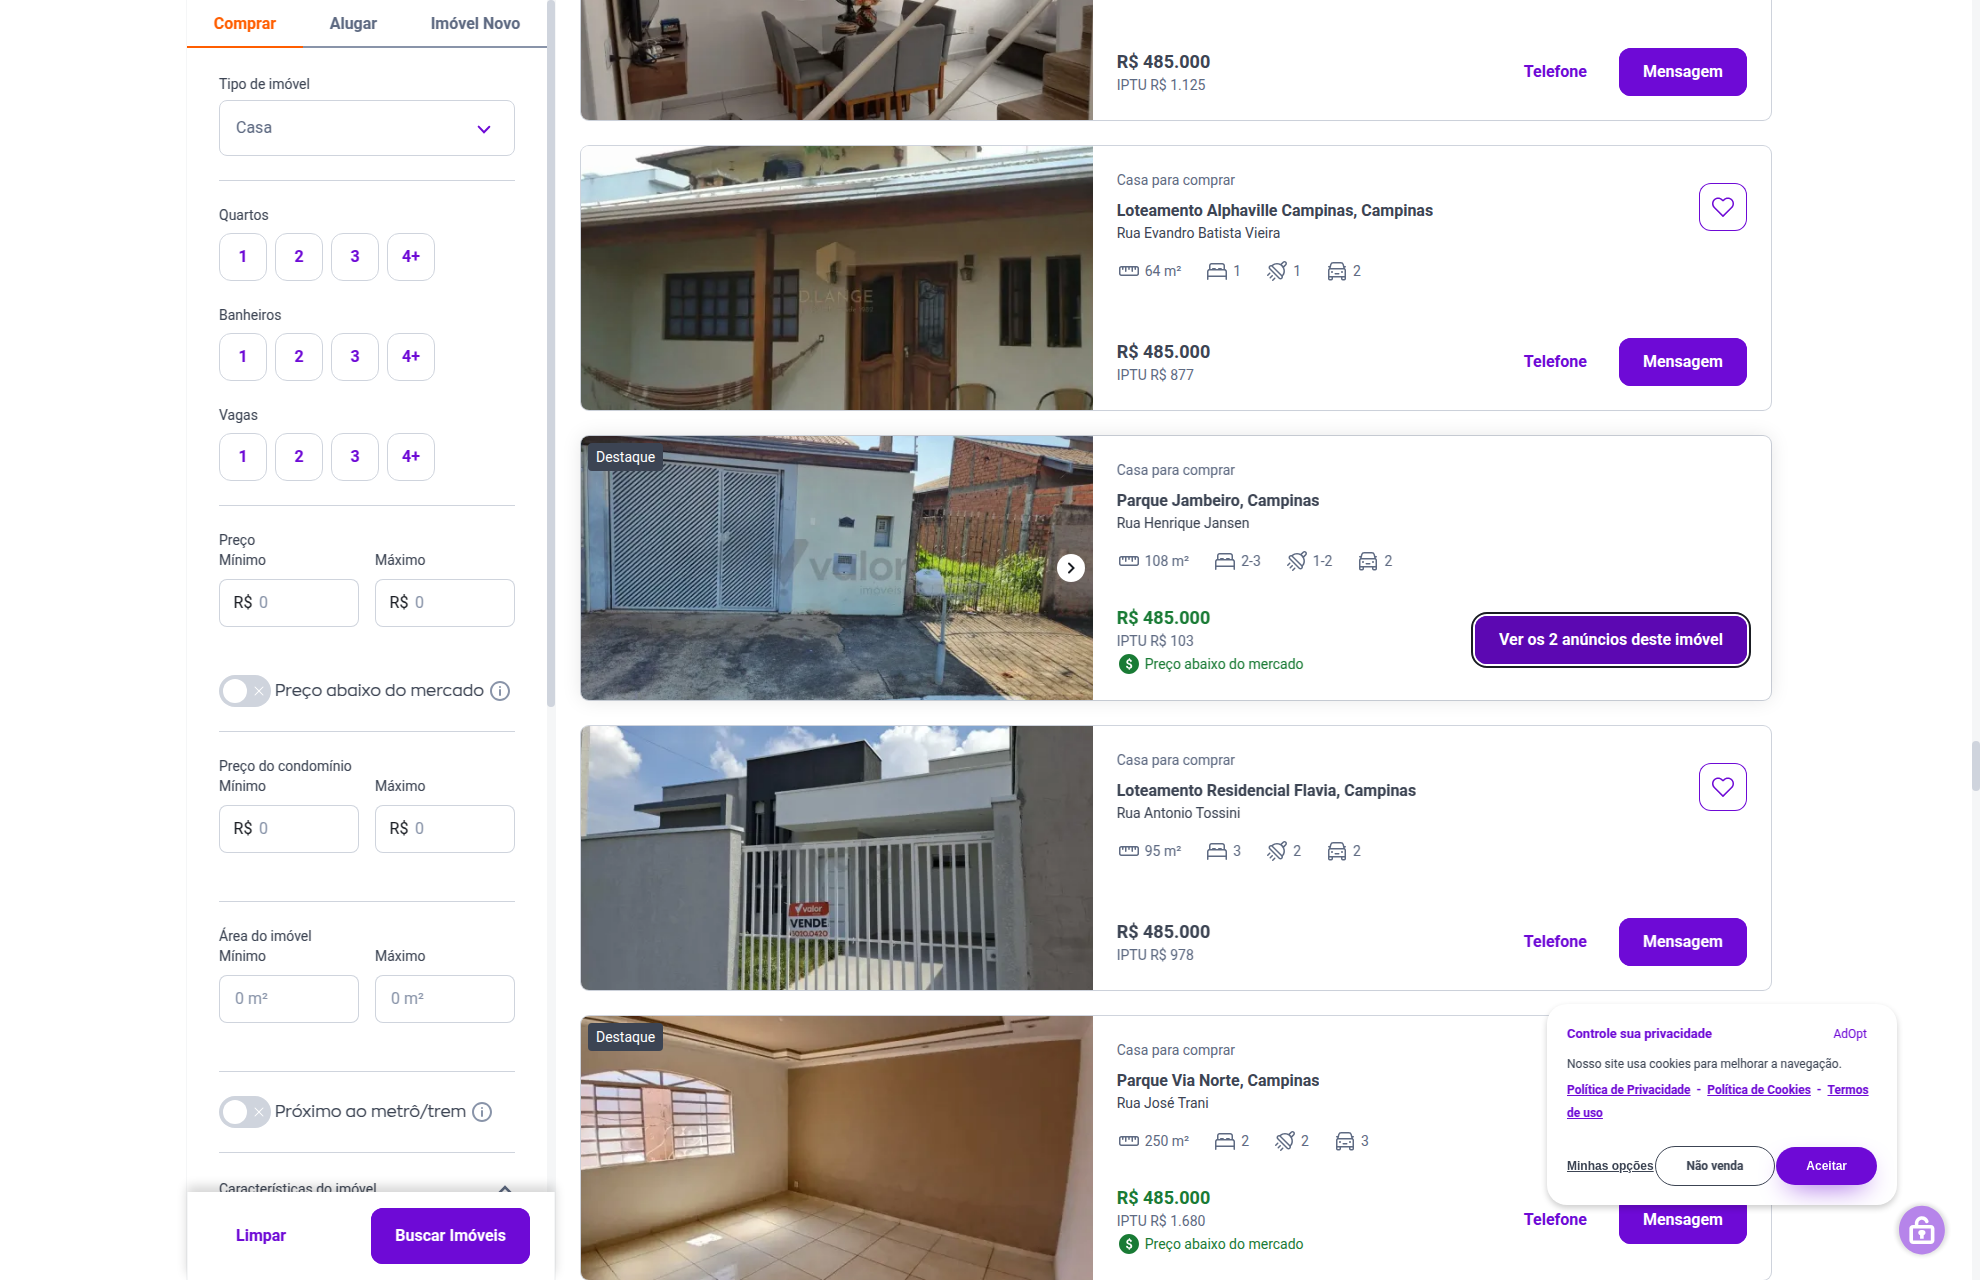 Comprar
Alugar
Imóvel Novo
Tipo de imóvel
Casa
Quartos
1
2
3
4+
Banheiros
1
2
3
4+
Vagas
1
2
3
4+
Preço
Mínimo
Máximo
R$ 0
R$ 0
Preço abaixo do mercado
Preço do condomínio
Mínimo
Máximo
R$ 0
R$ 0
Área do imóvel
Mínimo
Máximo
0 m²
0 m²
Próximo ao metrô/trem
Características do imóvel
Limpar
Buscar Imóveis
R$ 485.000
IPTU R$ 1.125
Telefone
Mensagem
D.LANGE
Casa para comprar
Loteamento Alphaville Campinas, Campinas
Rua Evandro Batista Vieira
64 m²
1
1
2
R$ 485.000
IPTU R$ 877
Telefone
Mensagem
Destaque
valor
imóveis
Casa para comprar
Parque Jambeiro, Campinas
Rua Henrique Jansen
108 m²
2-3
1-2
2
R$ 485.000
IPTU R$ 103
Preço abaixo do mercado
Ver os 2 anúncios deste imóvel
valor
VENDE
Casa para comprar
Loteamento Residencial Flavia, Campinas
Rua Antonio Tossini
95 m²
3
2
2
R$ 485.000
IPTU R$ 978
Telefone
Mensagem
Destaque
Casa para comprar
Parque Via Norte, Campinas
Rua José Trani
250 m²
2
2
3
R$ 485.000
IPTU R$ 1.680
Preço abaixo do mercado
Telefone
Mensagem
Controle sua privacidade
AdOpt
Nosso site usa cookies para melhorar a navegação.
Política de Privacidade - Política de Cookies - Termos
de uso
Minhas opções
Não venda
Aceitar